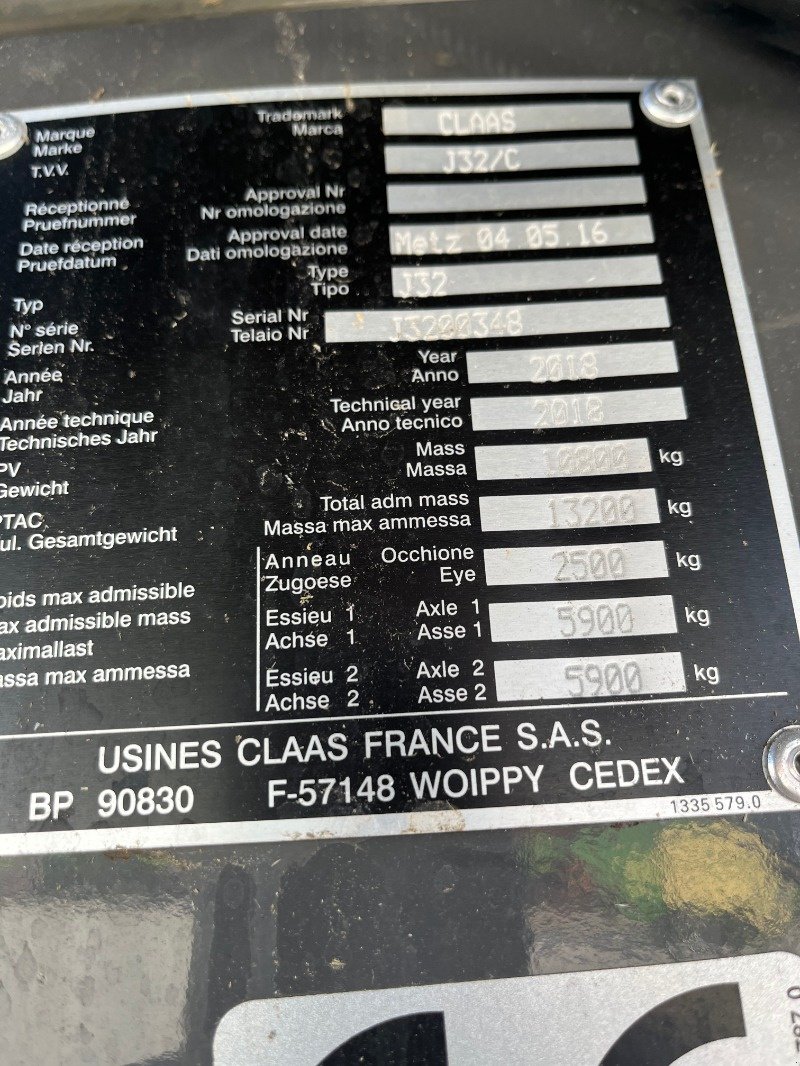 Marque Trademark CLAAS
Marke Marca
T.V.V. J32/C
Réceptionné Approval Nr
Pruefnummer Nr omologazione
Date réception Approval date Metz 04 05.16
Pruefdatum Dati omologazione
Typ Type J32
Tipo
N° série Serial Nr J3200348
Serien Nr. Telaio Nr
Année Year 2018
Jahr Anno
Année technique Technical year 2018
Technisches Jahr Anno tecnico
PV Mass 10800 kg
Gewicht Massa
PTAC Total adm mass 13200 kg
ul. Gesamtgewicht Massa max ammessa
Anneau Occhione 2500 kg
Zugoese Eye
oids max admissible Essieu 1 Axle 1 5900 kg
ax admissible mass Achse 1 Asse 1
aximallast Essieu 2 Axle 2 5900 kg
assa max ammessa Achse 2 Asse 2
USINES CLAAS FRANCE S.A.S.
BP 90830 F-57148 WOIPPY CEDEX
1335 579.0